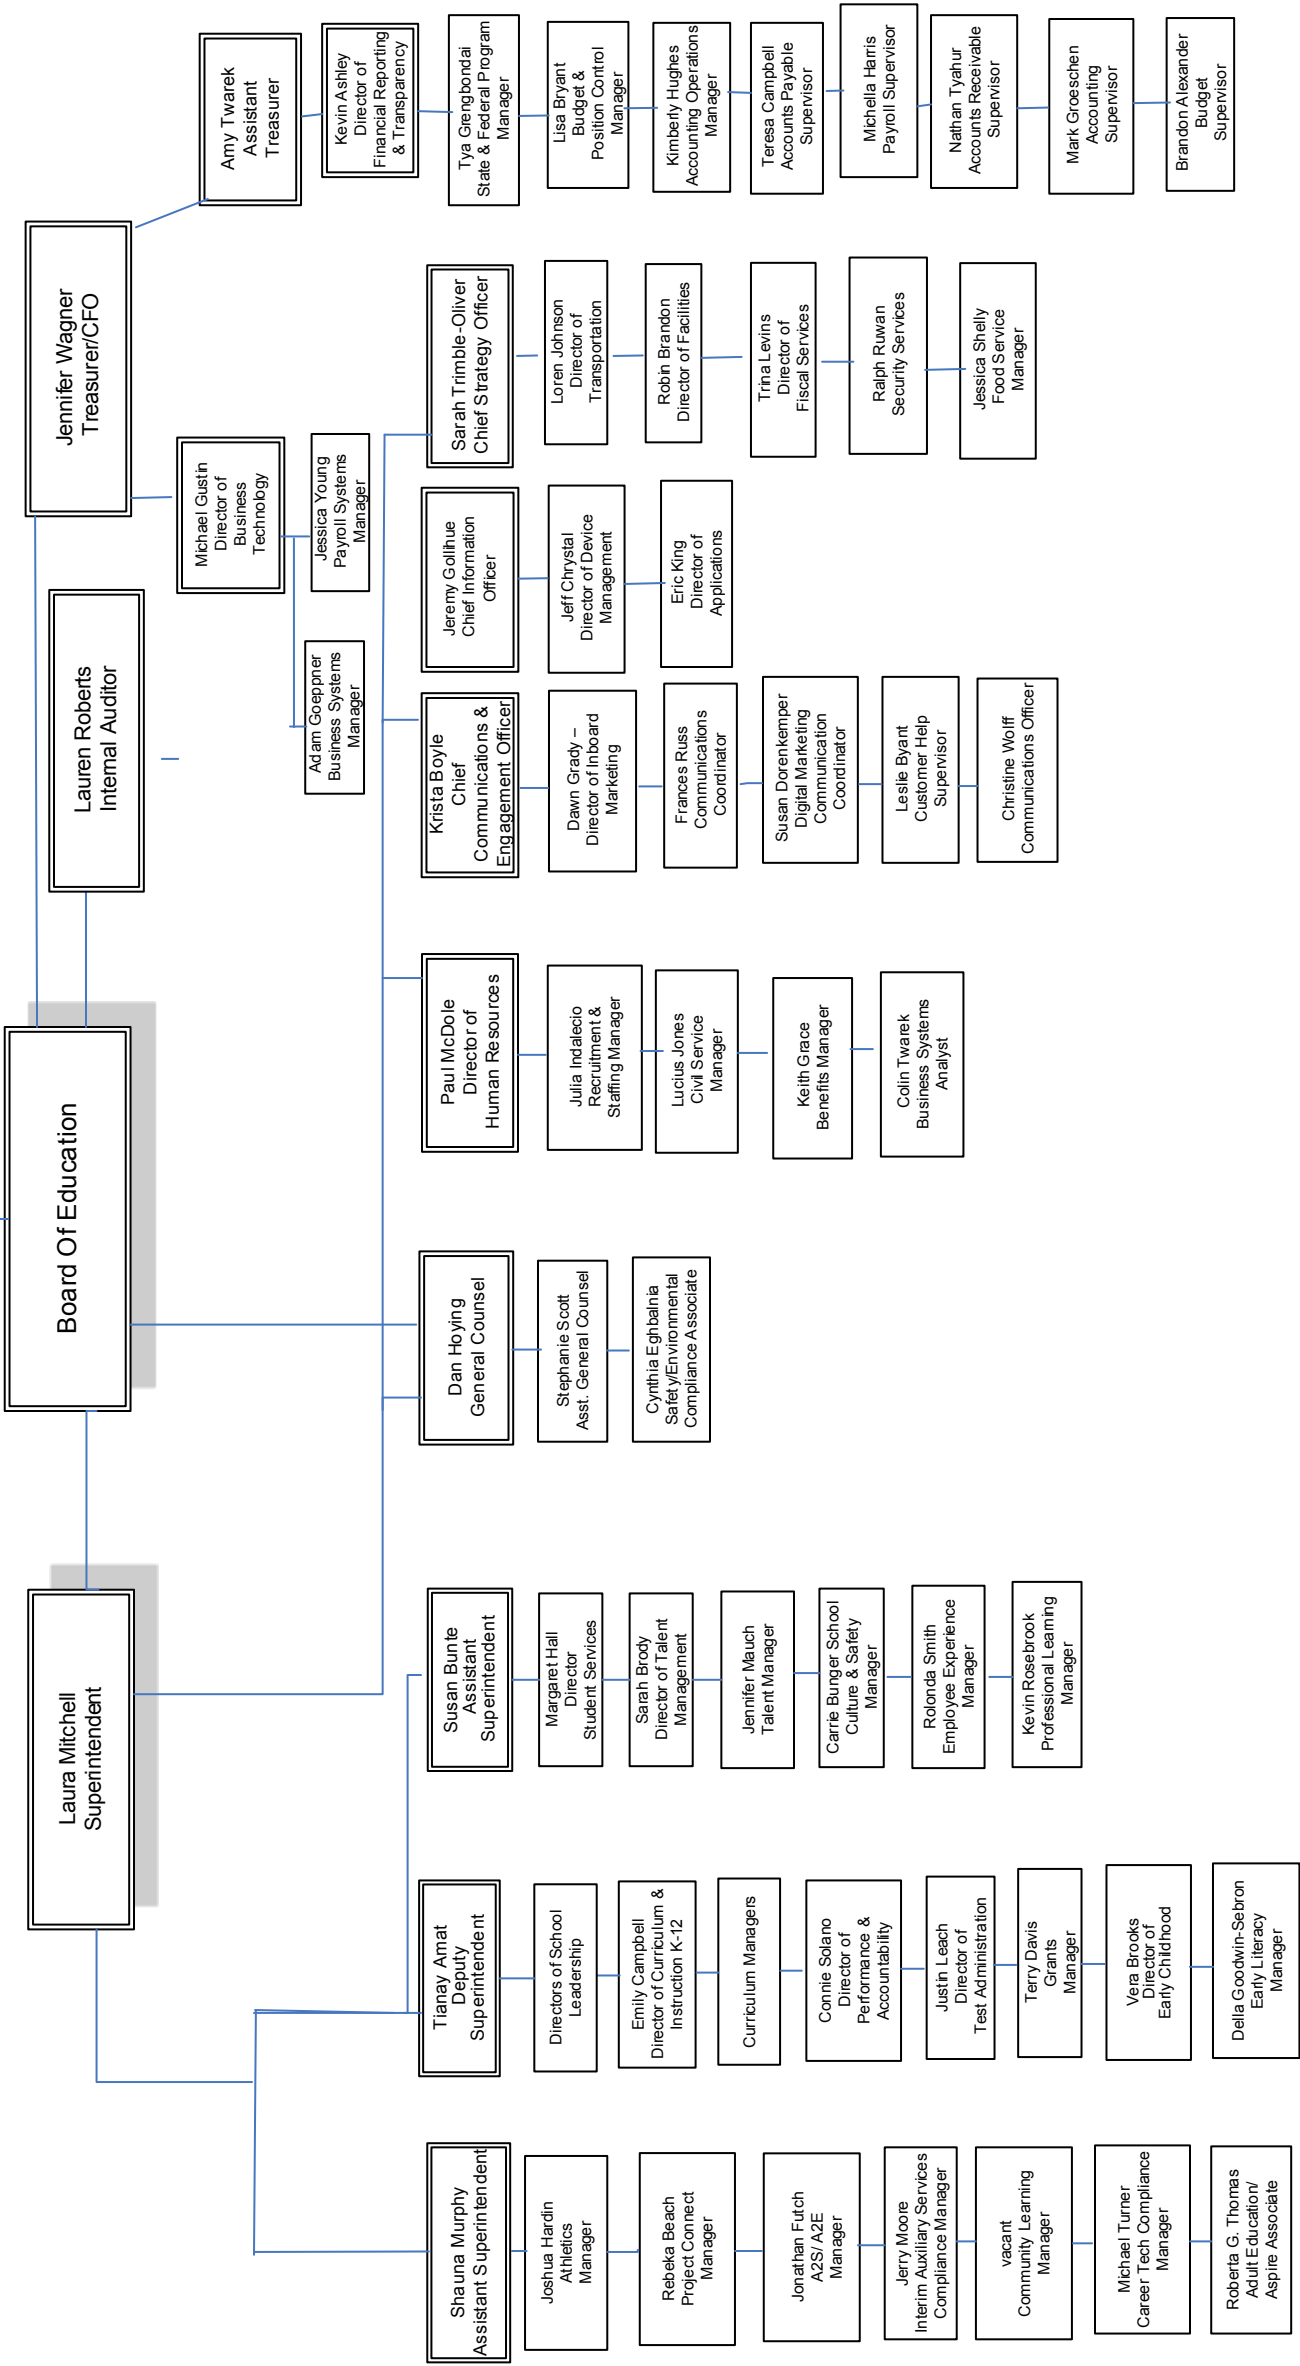 Board Of Education
Laura Mitchell
Superintendent
Lauren Roberts
Internal Auditor
Jennifer Wagner
Treasurer/CFO
Shauna Murphy
Assistant Superintendent
Joshua Hardin
Athletics
Manager
Rebeka Beach
Project Connect
Manager
Jonathan Futch
A2S/ A2E
Manager
Jerry Moore
Interim Auxiliary Services
Compliance Manager
vacant
Community Learning
Manager
Michael Turner
Career Tech Compliance
Manager
Roberta G. Thomas
Adult Education/
Aspire Associate
Tianay Amat
Deputy
Superintendent
Directors of School
Leadership
Emily Campbell
Director of Curriculum &
Instruction K-12
Curriculum Managers
Connie Solano
Director of
Performance &
Accountability
Justin Leach
Director of
Test Administration
Terry Davis
Grants
Manager
Vera Brooks
Director of
Early Childhood
Della Goodwin-Sebron
Early Literacy
Manager
Susan Bunte
Assistant
Superintendent
Margaret Hall
Director
Student Services
Sarah Brody
Director of Talent
Management
Jennifer Mauch
Talent Manager
Carrie Bunger School
Culture & Safety
Manager
Rolonda Smith
Employee Experience
Manager
Kevin Rosebrook
Professional Learning
Manager
Dan Hoying
General Counsel
Stephanie Scott
Asst. General Counsel
Cynthia Eghbalnia
Safety/Environmental
Compliance Associate
Paul McDole
Director of
Human Resources
Julia Indalecio
Recruitment &
Staffing Manager
Lucius Jones
Civil Service
Manager
Keith Grace
Benefits Manager
Colin Twarek
Business Systems
Analyst
Krista Boyle
Chief
Communications &
Engagement Officer
Dawn Grady –
Director of Inboard
Marketing
Frances Russ
Communications
Coordinator
Susan Dorenkemper
Digital Marketing
Communication
Coordinator
Leslie Byant
Customer Help
Supervisor
Christine Wolff
Communications Officer
Jeremy Gollihue
Chief Information
Officer
Jeff Chrystal
Director of Device
Management
Eric King
Director of
Applications
Sarah Trimble-Oliver
Chief Strategy Officer
Loren Johnson
Director of
Transportation
Robin Brandon
Director of Facilities
Trina Levins
Director of
Fiscal Services
Ralph Ruwan
Security Services
Jessica Shelly
Food Service
Manager
Michael Gustin
Director of
Business
Technology
Adam Goeppner
Business Systems
Manager
Jessica Young
Payroll Systems
Manager
Amy Twarek
Assistant
Treasurer
Kevin Ashley
Director of
Financial Reporting
& Transparency
Tya Grengbondai
State & Federal Program
Manager
Lisa Bryant
Budget &
Position Control
Manager
Kimberly Hughes
Accounting Operations
Manager
Teresa Campbell
Accounts Payable
Supervisor
Michella Harris
Payroll Supervisor
Nathan Tyahur
Accounts Receivable
Supervisor
Mark Groeschen
Accounting
Supervisor
Brandon Alexander
Budget
Supervisor